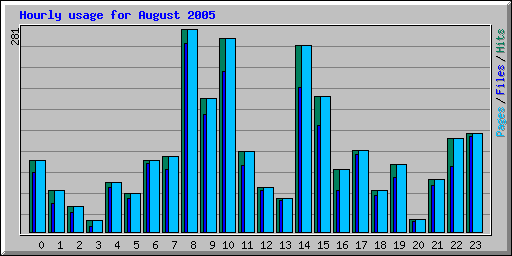 Hourly usage for August 2005
281
Pages/Files/Hits
0 1 2 3 4 5 6 7 8 9 10 11 12 13 14 15 16 17 18 19 20 21 22 23